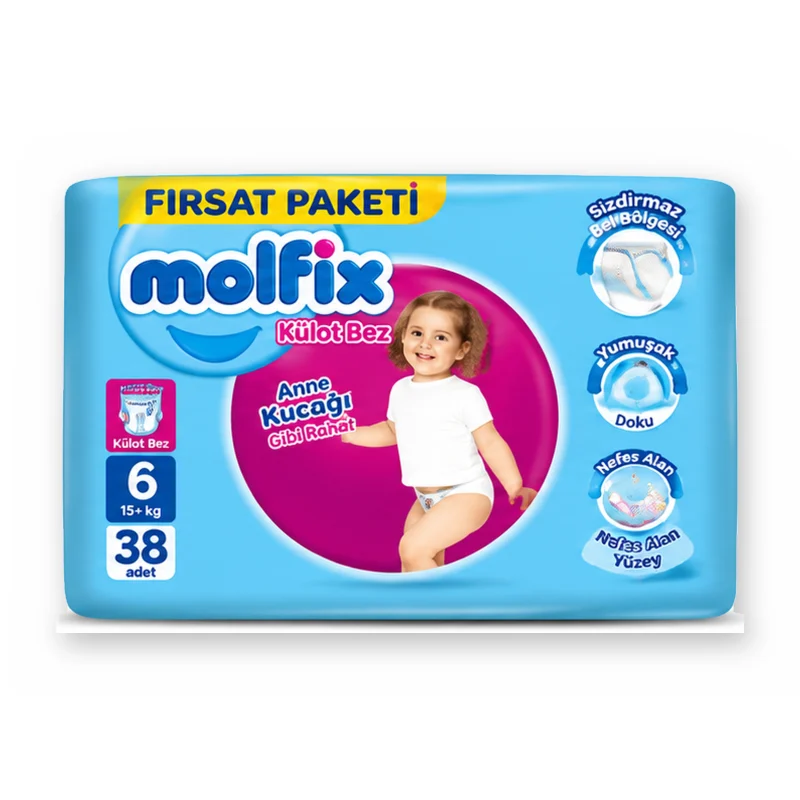 FIRSAT PAKETİ
molfix
Külot Bez
Anne
Kucağı
Gibi Rahat
Külot Bez
6
15+ kg
38
adet
Sizdirmaz
Bel Bölgesi
Yumuşak
Doku
Nefes Alan
Nefes Alan
Yüzey